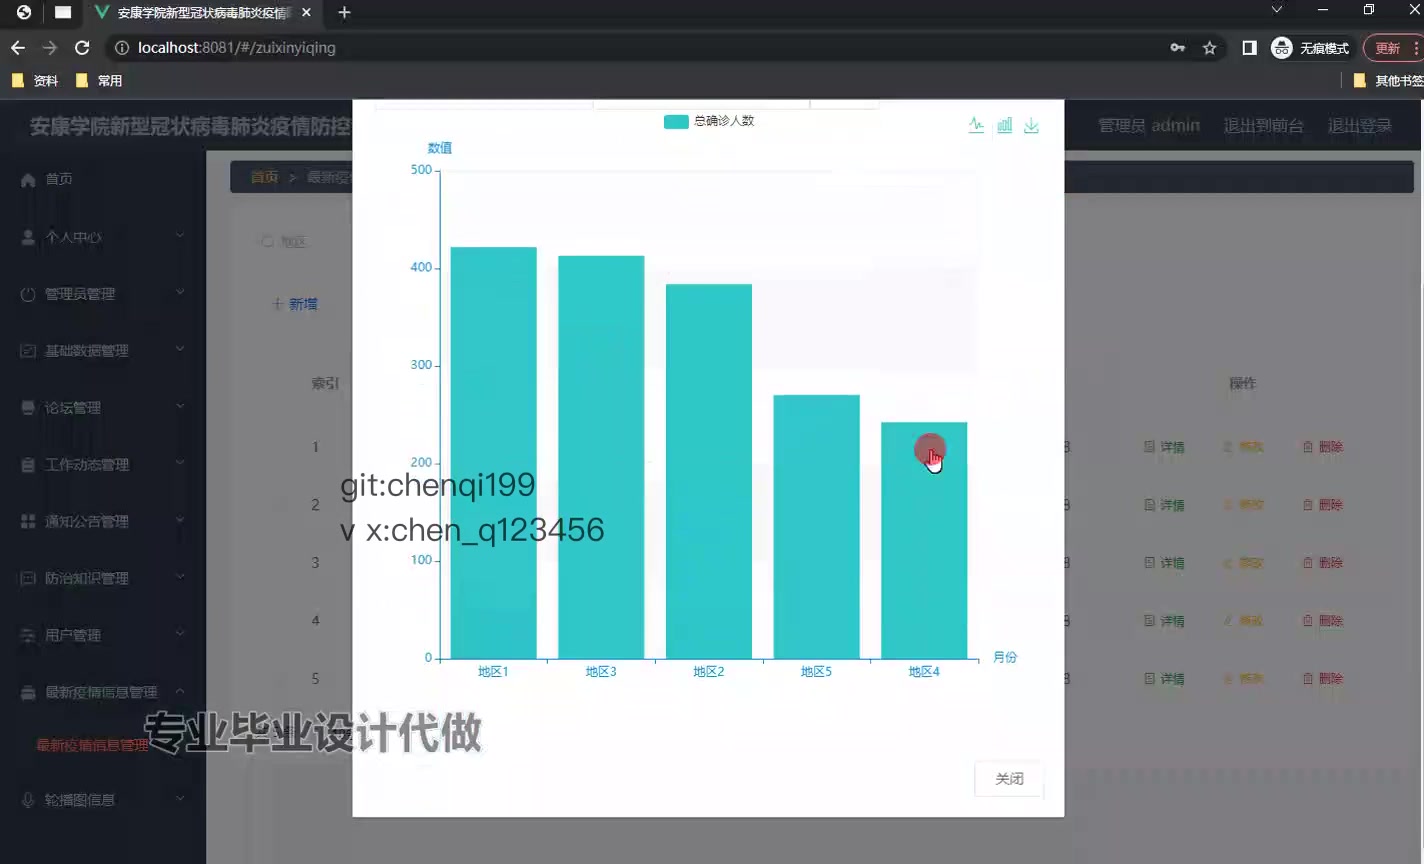 安康学院新型冠状病毒肺炎疫情
localhost:8081/#/zuixinyiqing
无痕模式
更新
资料
常用
其他书签
安康学院新型冠状病毒肺炎疫情防控
管理员 admin
退出到前台
退出登录
首页
个人中心
管理员管理
基础数据管理
论坛管理
工作动态管理
通知公告管理
防治知识管理
用户管理
最新疫情信息管理
最新疫情信息管理
轮播图信息
首页 > 最新疫
地区
新增
索引
操作
1
详情
修改
删除
2
详情
修改
删除
3
详情
修改
删除
4
详情
修改
删除
5
详情
修改
删除
总确诊人数
数值
500
400
300
200
100
0
地区1
地区3
地区2
地区5
地区4
月份
关闭
git:chenqi199
v x:chen_q123456
专业毕业设计代做